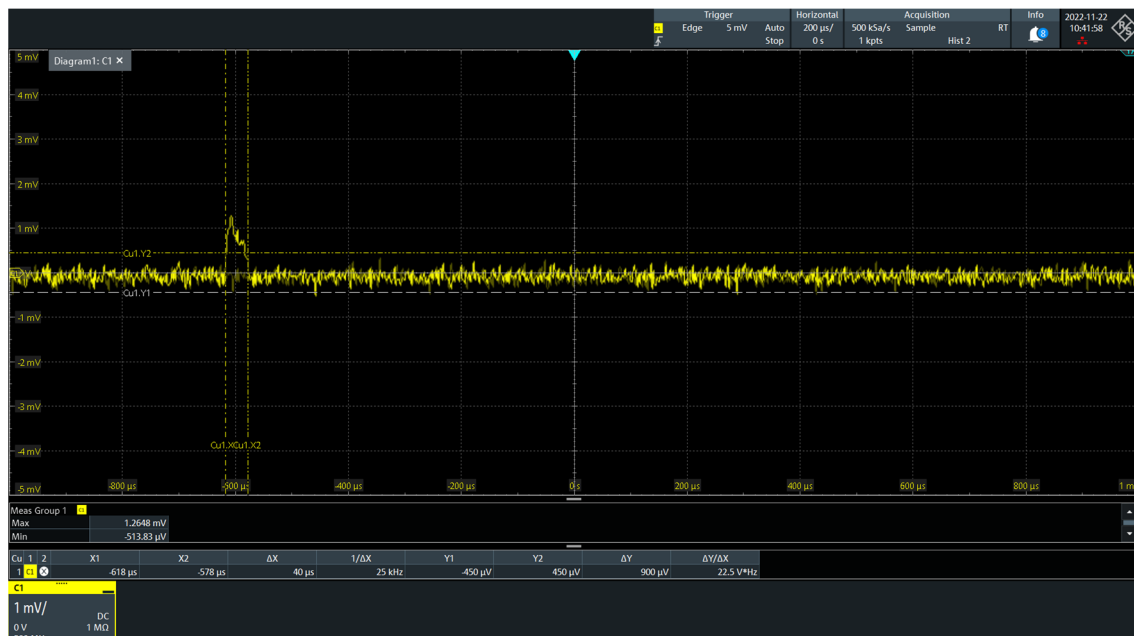 Trigger Horizontal Acquisition Info 2022-11-22
C1 Edge 5 mV Auto 200 µs/ 500 kSa/s Sample RT 8 10:41:58
Stop 0 s 1 kpts Hist 2 R&S
5 mV
Diagram1: C1 ×
4 mV
3 mV
2 mV
1 mV
Cu1.Y2
C1
Cu1.Y1
-1 mV
-2 mV
-3 mV
-4 mV
Cu1.X Cu1.X2
-5 mV -800 µs -600 µs -400 µs -200 µs 0 s 200 µs 400 µs 600 µs 800 µs 1 m
Meas Group 1 C1
Max 1.2648 mV
Min -513.83 µV
Cu 1 2 X1 X2 ΔX 1/ΔX Y1 Y2 ΔY ΔY/ΔX
1 C1 X -618 µs -578 µs 40 µs 25 kHz -450 µV 450 µV 900 µV 22.5 V*Hz
C1
1 mV/
DC
0 V 1 MΩ